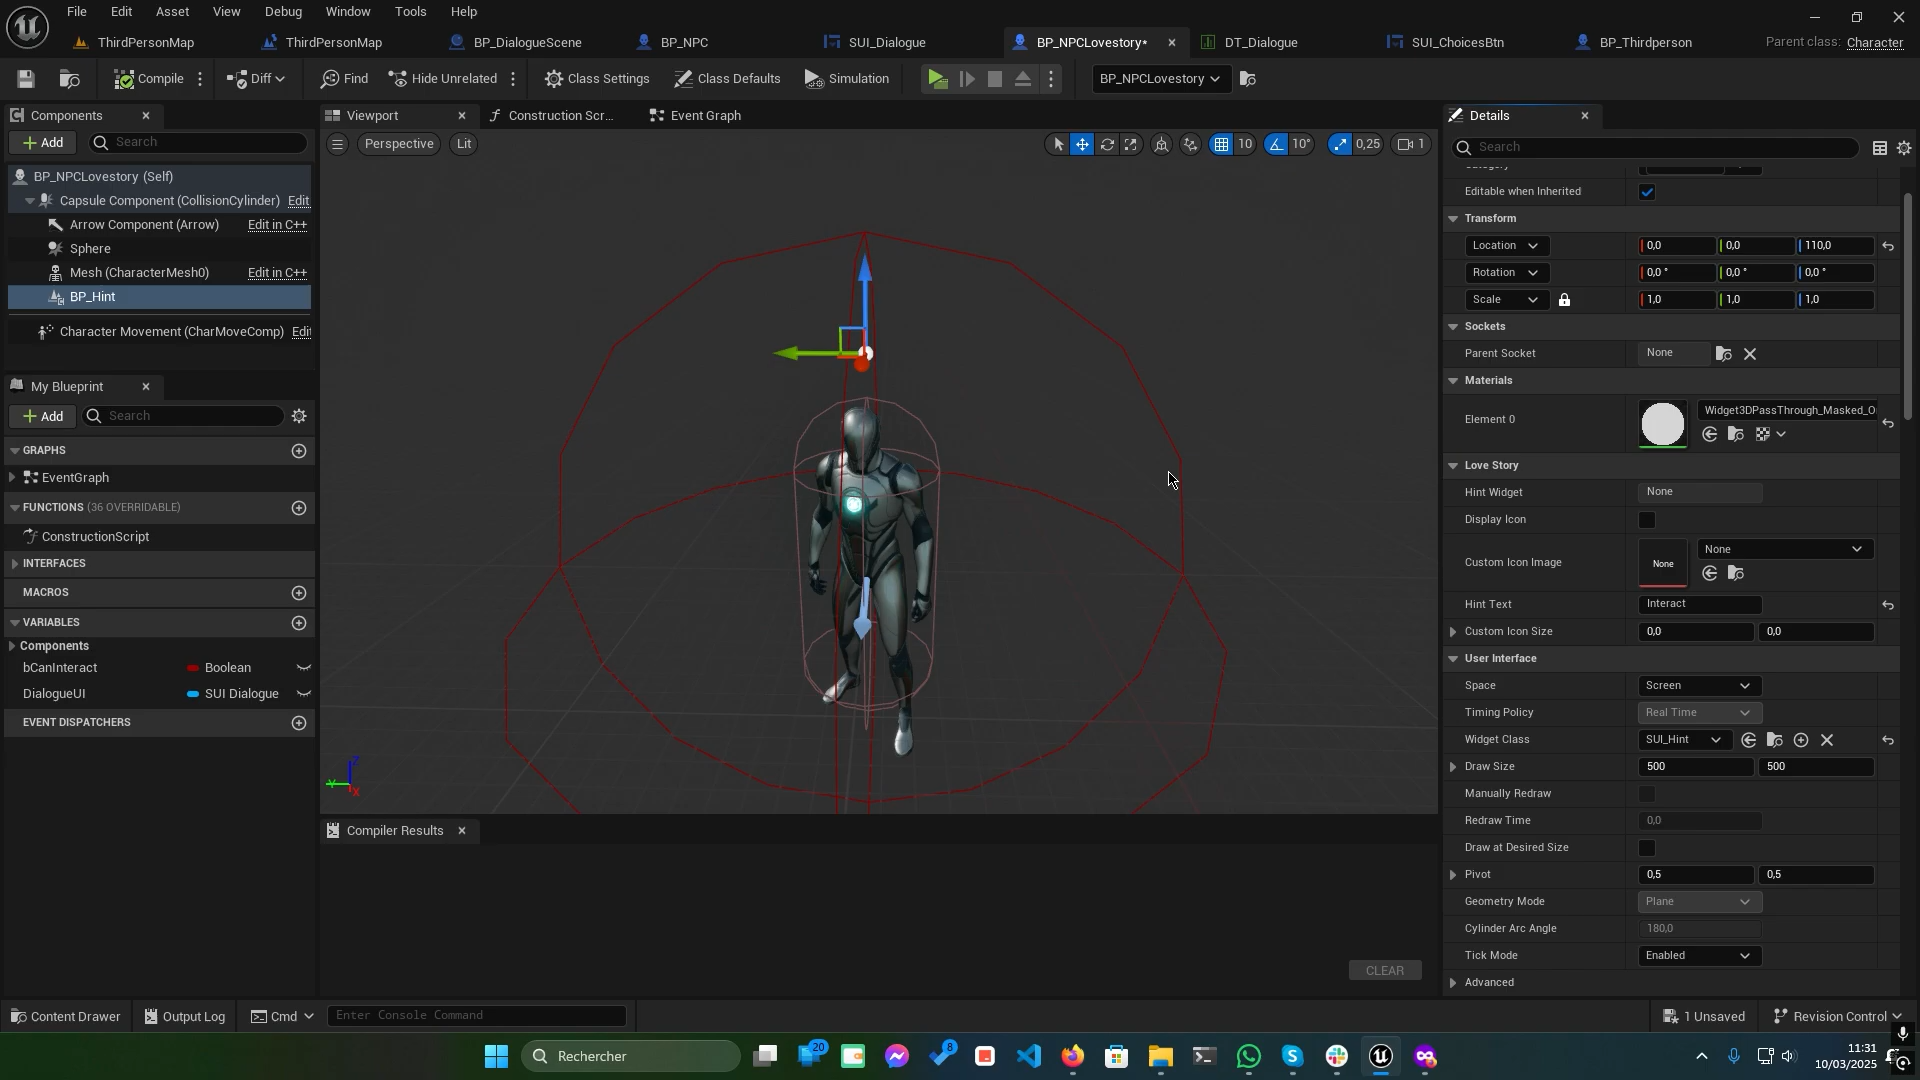 File Edit Asset View Debug Window Tools Help
ThirdPersonMap ThirdPersonMap BP_DialogueScene BP_NPC SUI_Dialogue BP_NPCLovestory* DT_Dialogue SUI_ChoicesBtn BP_Thirdperson Parent class: Character
Compile Diff Find Hide Unrelated Class Settings Class Defaults Simulation BP_NPCLovestory
Components
Add Search
BP_NPCLovestory (Self)
Capsule Component (CollisionCylinder) Edit
Arrow Component (Arrow) Edit in C++
Sphere
Mesh (CharacterMesh0) Edit in C++
BP_Hint
Character Movement (CharMoveComp) Edit
My Blueprint
Add Search
GRAPHS
EventGraph
FUNCTIONS (36 OVERRIDABLE)
ConstructionScript
INTERFACES
MACROS
VARIABLES
Components
bCanInteract Boolean
DialogueUI SUI Dialogue
EVENT DISPATCHERS
Viewport Construction Scr... Event Graph
Perspective Lit 10 10° 0,25 1
Z
Y
X
Compiler Results
CLEAR
Details
Search
Editable when Inherited
Transform
Location 0,0 0,0 110,0
Rotation 0,0 ° 0,0 ° 0,0 °
Scale 1,0 1,0 1,0
Sockets
Parent Socket None
Materials
Element 0 Widget3DPassThrough_Masked_O
Love Story
Hint Widget None
Display Icon
Custom Icon Image None None
Hint Text Interact
Custom Icon Size 0,0 0,0
User Interface
Space Screen
Timing Policy Real Time
Widget Class SUI_Hint
Draw Size 500 500
Manually Redraw
Redraw Time 0,0
Draw at Desired Size
Pivot 0,5 0,5
Geometry Mode Plane
Cylinder Arc Angle 180,0
Tick Mode Enabled
Advanced
Content Drawer Output Log Cmd Enter Console Command 1 Unsaved Revision Control
Rechercher 20 8 11:31
10/03/2025